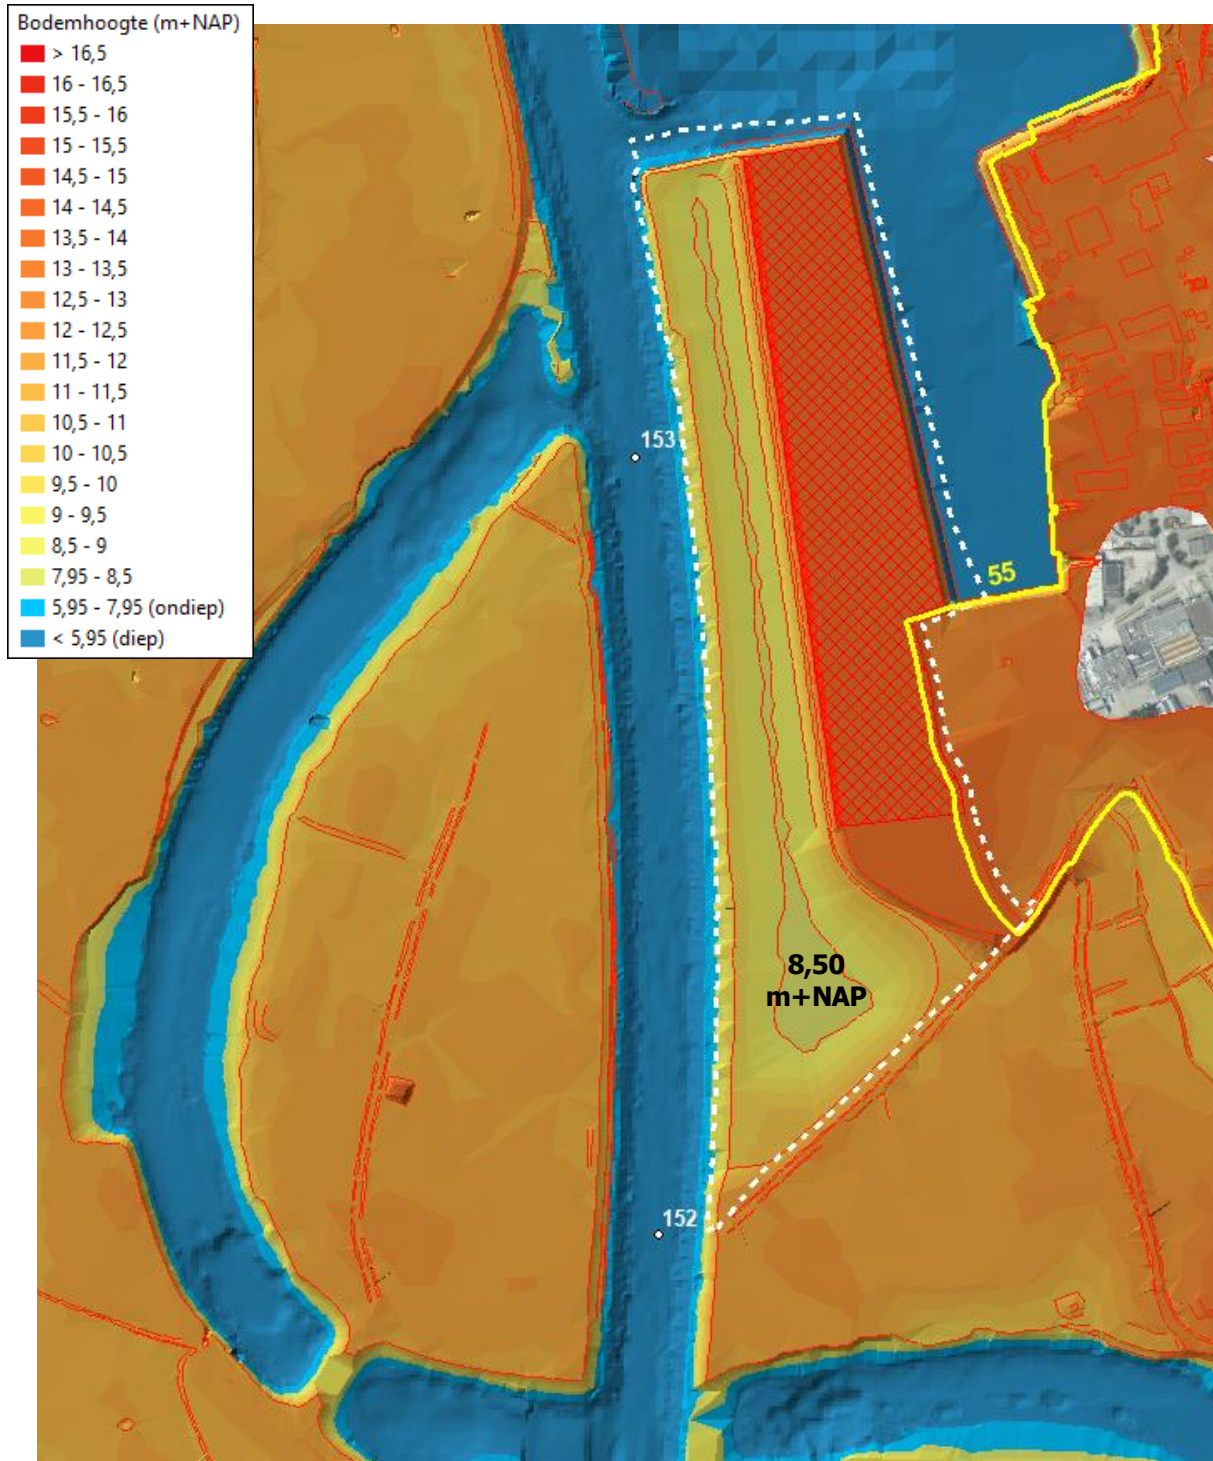 Bodemhoogte (m+NAP)
> 16,5
16 - 16,5
15,5 - 16
15 - 15,5
14,5 - 15
14 - 14,5
13,5 - 14
13 - 13,5
12,5 - 13
12 - 12,5
11,5 - 12
11 - 11,5
10,5 - 11
10 - 10,5
9,5 - 10
9 - 9,5
8,5 - 9
7,95 - 8,5
5,95 - 7,95 (ondiep)
< 5,95 (diep)
153
55
8,50
m+NAP
152